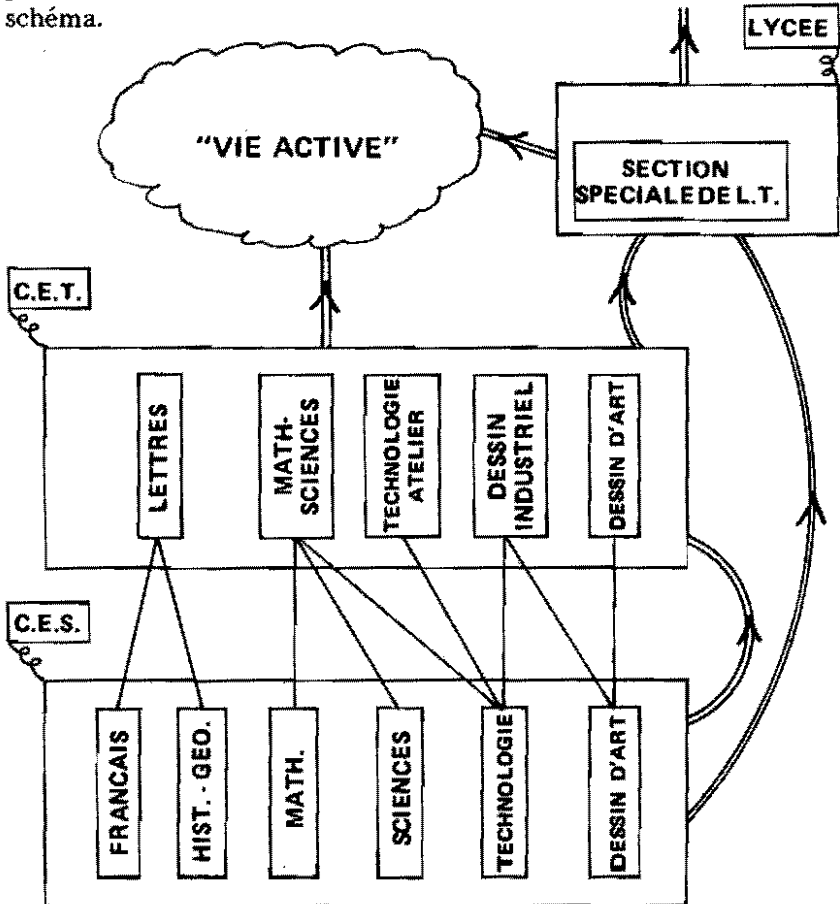 schéma.
LYCEE
"VIE ACTIVE"
SECTION
SPECIALE DE L.T.
C.E.T.
LETTRES
MATH-
SCIENCES
TECHNOLOGIE
ATELIER
DESSIN
INDUSTRIEL
DESSIN D'ART
C.E.S.
FRANCAIS
HIST.-GEO.
MATH.
SCIENCES
TECHNOLOGIE
DESSIN D'ART